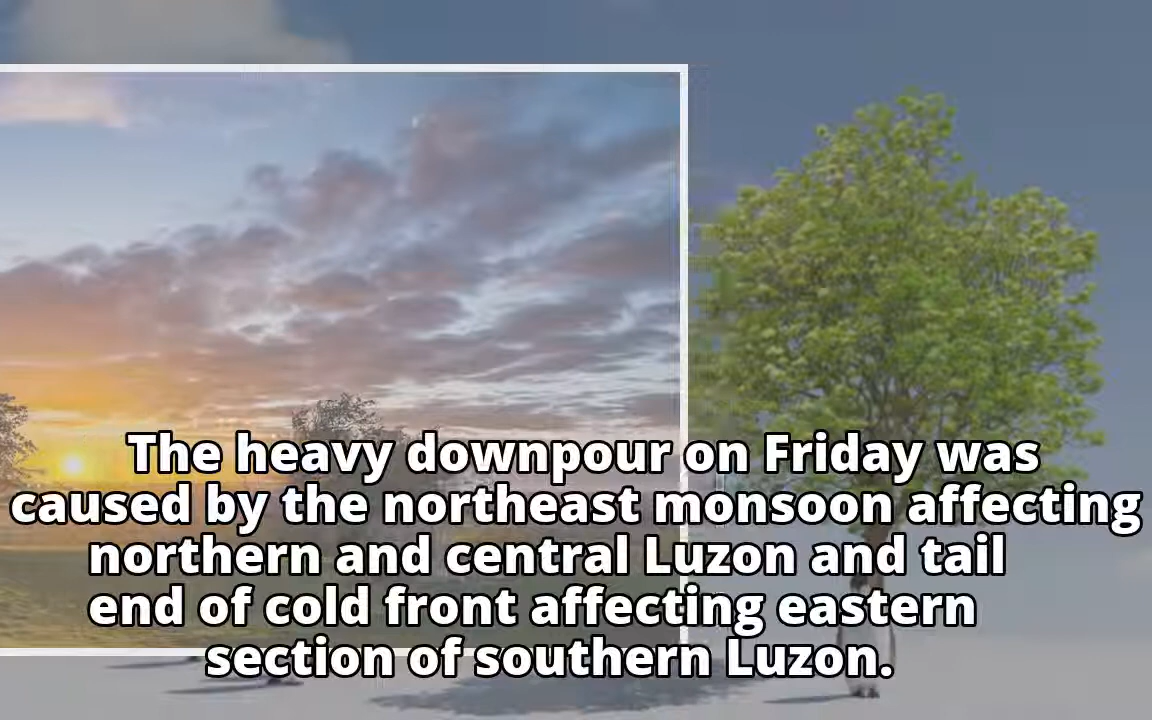 The heavy downpour on Friday was
caused by the northeast monsoon affecting
northern and central Luzon and tail
end of cold front affecting eastern
section of southern Luzon.